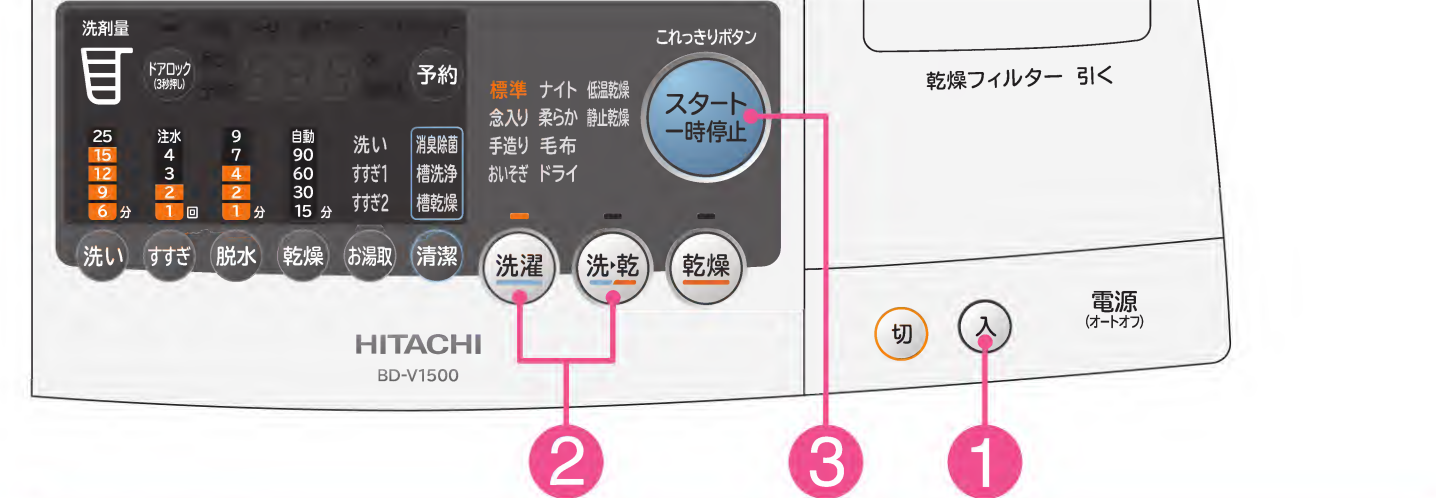 洗剤量
ドアロック
(3秒押し)
予約
25
15
12
9
6 分
注水
4
3
2
1 回
9
7
4
2
1 分
自動
90
60
30
15 分
洗い
すすぎ1
すすぎ2
消臭除菌
槽洗浄
槽乾燥
洗い
すすぎ
脱水
乾燥
お湯取
清潔
標準 ナイト 低温乾燥
念入り 柔らか 静止乾燥
手造り 毛布
おいそぎ ドライ
これっきりボタン
スタート
一時停止
洗濯
洗・乾
乾燥
HITACHI
BD-V1500
乾燥フィルター 引く
切
入
電源
(オートオフ)
2
3
1